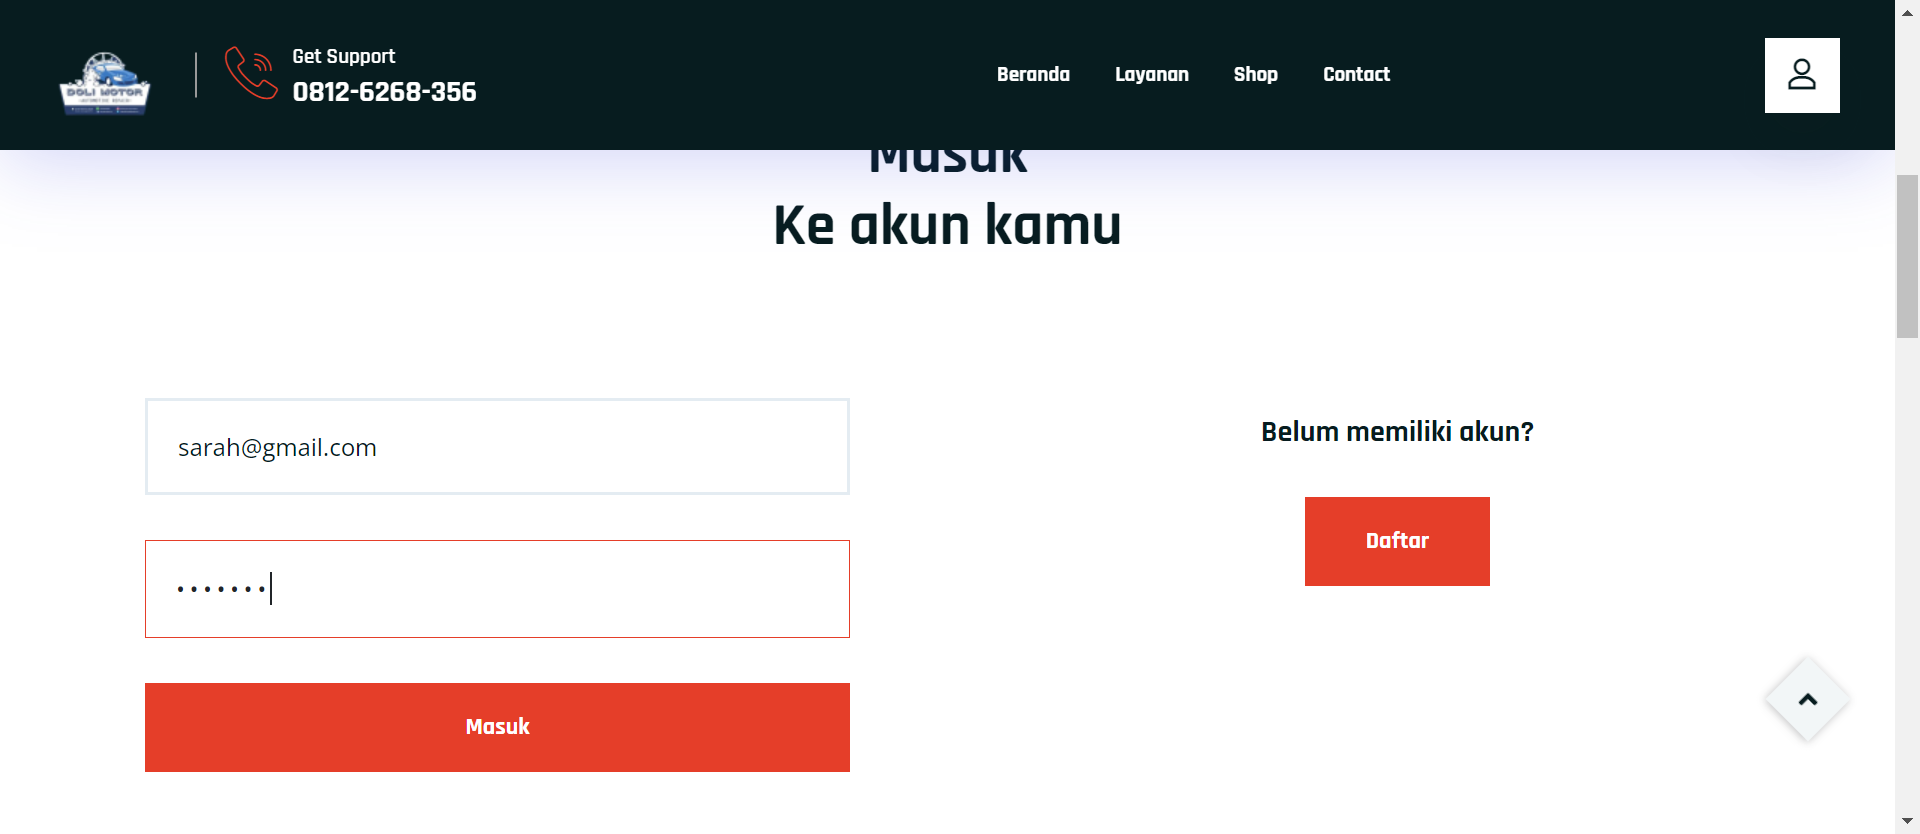 DOLI MOTOR
Get Support
0812-6268-356
Beranda
Layanan
Shop
Contact
Masuk
Ke akun kamu
sarah@gmail.com
•••••••
Masuk
Belum memiliki akun?
Daftar